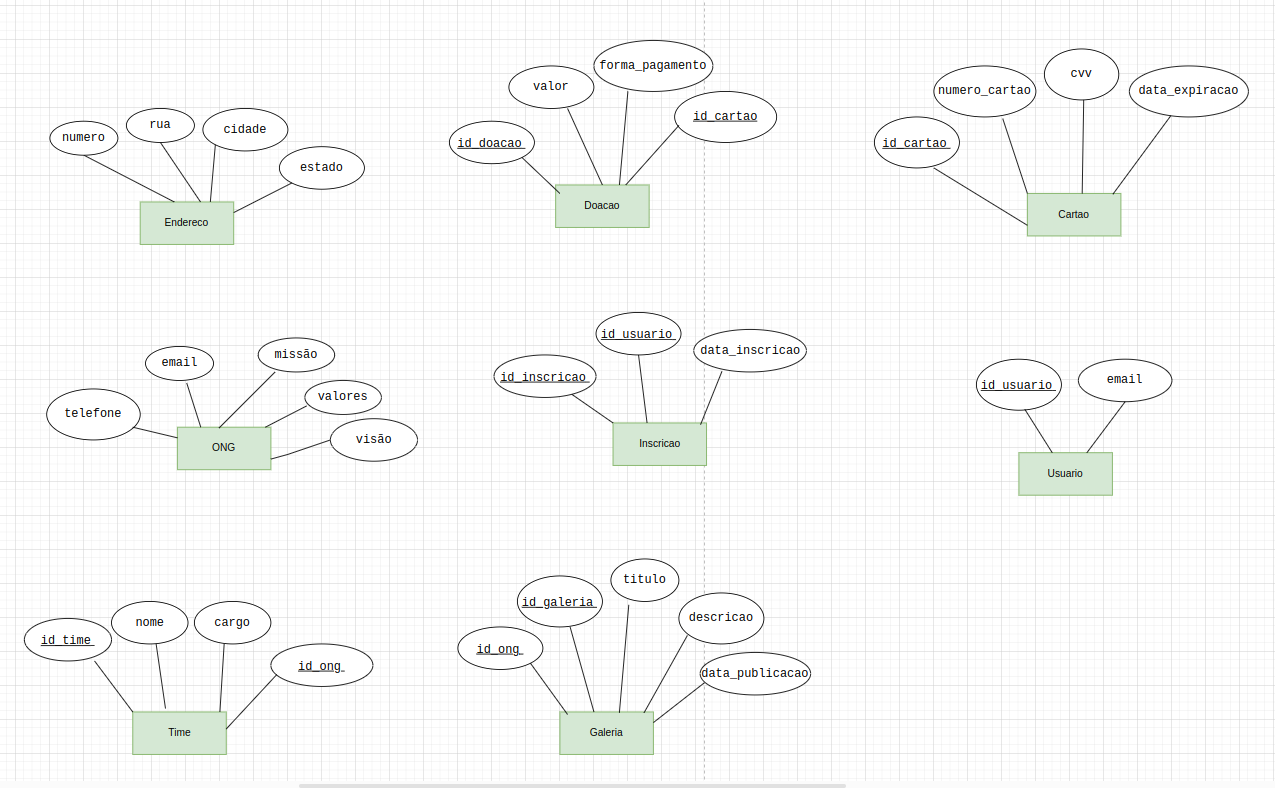 numero
rua
cidade
estado
Endereco
id_doacao
valor
forma_pagamento
id_cartao
Doacao
id_cartao
numero_cartao
cvv
data_expiracao
Cartao
telefone
email
missão
valores
visão
ONG
id_inscricao
id_usuario
data_inscricao
Inscricao
id_usuario
email
Usuario
id_time
nome
cargo
id_ong
Time
id_ong
id_galeria
titulo
descricao
data_publicacao
Galeria